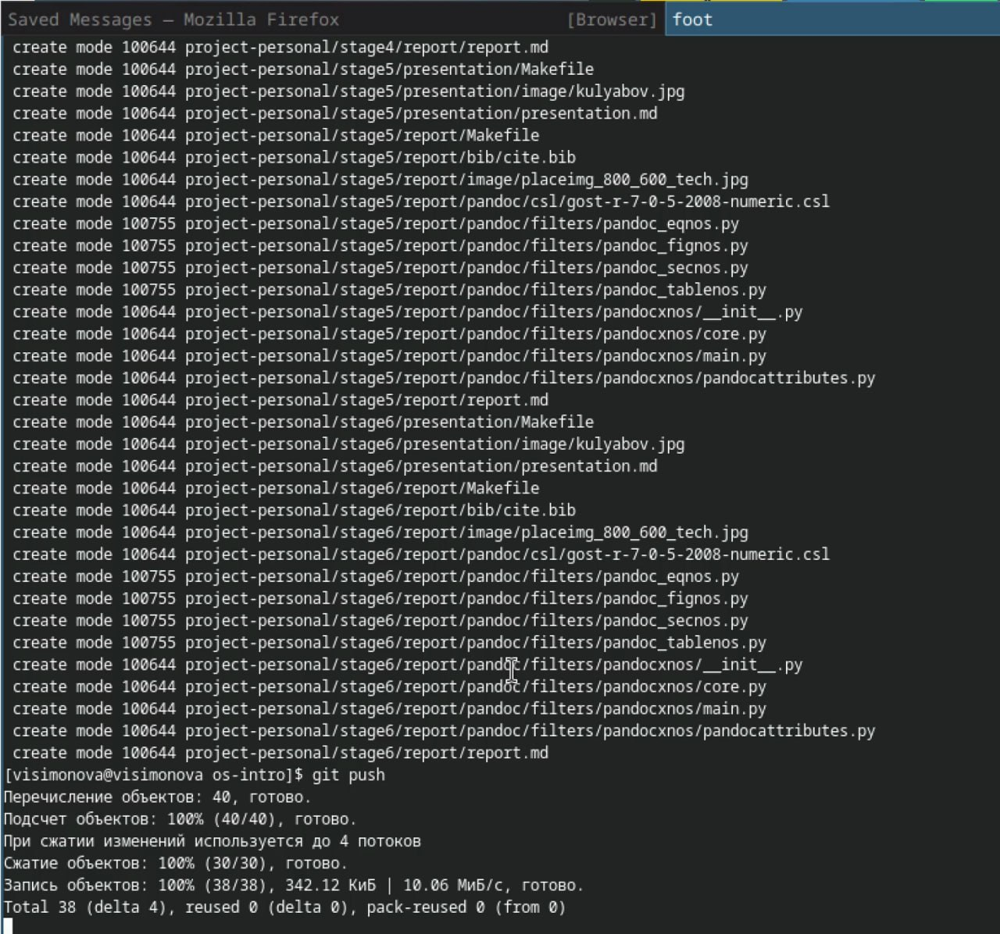 Saved Messages — Mozilla Firefox [Browser] foot
create mode 100644 project-personal/stage4/report/report.md
create mode 100644 project-personal/stage5/presentation/Makefile
create mode 100644 project-personal/stage5/presentation/image/kulyabov.jpg
create mode 100644 project-personal/stage5/presentation/presentation.md
create mode 100644 project-personal/stage5/report/Makefile
create mode 100644 project-personal/stage5/report/bib/cite.bib
create mode 100644 project-personal/stage5/report/image/placeimg_800_600_tech.jpg
create mode 100644 project-personal/stage5/report/pandoc/csl/gost-r-7-0-5-2008-numeric.csl
create mode 100755 project-personal/stage5/report/pandoc/filters/pandoc_eqnos.py
create mode 100755 project-personal/stage5/report/pandoc/filters/pandoc_fignos.py
create mode 100755 project-personal/stage5/report/pandoc/filters/pandoc_secnos.py
create mode 100755 project-personal/stage5/report/pandoc/filters/pandoc_tablenos.py
create mode 100644 project-personal/stage5/report/pandoc/filters/pandocxnos/__init__.py
create mode 100644 project-personal/stage5/report/pandoc/filters/pandocxnos/core.py
create mode 100644 project-personal/stage5/report/pandoc/filters/pandocxnos/main.py
create mode 100644 project-personal/stage5/report/pandoc/filters/pandocxnos/pandocattributes.py
create mode 100644 project-personal/stage5/report/report.md
create mode 100644 project-personal/stage6/presentation/Makefile
create mode 100644 project-personal/stage6/presentation/image/kulyabov.jpg
create mode 100644 project-personal/stage6/presentation/presentation.md
create mode 100644 project-personal/stage6/report/Makefile
create mode 100644 project-personal/stage6/report/bib/cite.bib
create mode 100644 project-personal/stage6/report/image/placeimg_800_600_tech.jpg
create mode 100644 project-personal/stage6/report/pandoc/csl/gost-r-7-0-5-2008-numeric.csl
create mode 100755 project-personal/stage6/report/pandoc/filters/pandoc_eqnos.py
create mode 100755 project-personal/stage6/report/pandoc/filters/pandoc_fignos.py
create mode 100755 project-personal/stage6/report/pandoc/filters/pandoc_secnos.py
create mode 100755 project-personal/stage6/report/pandoc/filters/pandoc_tablenos.py
create mode 100644 project-personal/stage6/report/pandoc/filters/pandocxnos/__init__.py
create mode 100644 project-personal/stage6/report/pandoc/filters/pandocxnos/core.py
create mode 100644 project-personal/stage6/report/pandoc/filters/pandocxnos/main.py
create mode 100644 project-personal/stage6/report/pandoc/filters/pandocxnos/pandocattributes.py
create mode 100644 project-personal/stage6/report/report.md
[visimonova@visimonova os-intro]$ git push
Перечисление объектов: 40, готово.
Подсчет объектов: 100% (40/40), готово.
При сжатии изменений используется до 4 потоков
Сжатие объектов: 100% (30/30), готово.
Запись объектов: 100% (38/38), 342.12 КиБ | 10.06 МиБ/с, готово.
Total 38 (delta 4), reused 0 (delta 0), pack-reused 0 (from 0)